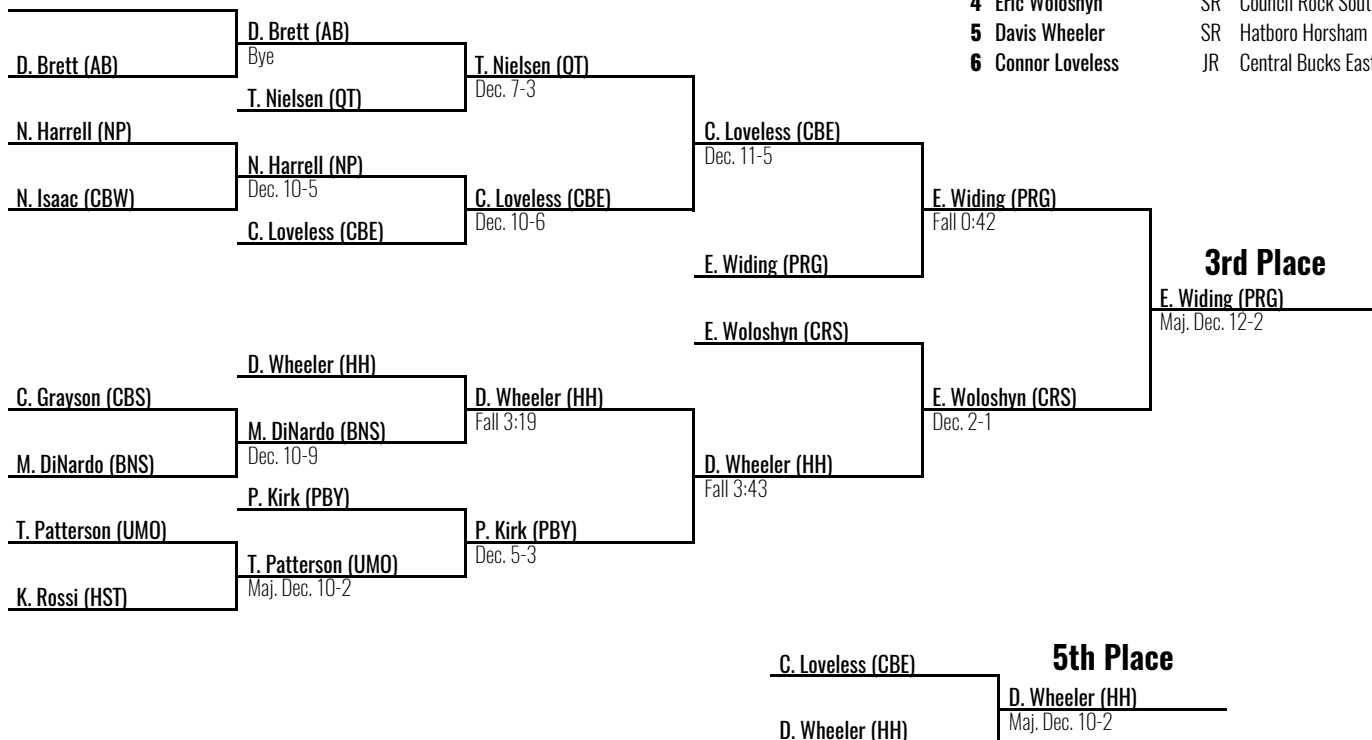 4 Eric Woloshyn SR Council Rock Sout
5 Davis Wheeler SR Hatboro Horsham
6 Connor Loveless JR Central Bucks East
D. Brett (AB)
Bye
D. Brett (AB)
T. Nielsen (QT)
Dec. 7-3
T. Nielsen (QT)
N. Harrell (NP)
C. Loveless (CBE)
Dec. 11-5
N. Harrell (NP)
Dec. 10-5
N. Isaac (CBW)
C. Loveless (CBE)
Dec. 10-6
E. Widing (PRG)
Fall 0:42
C. Loveless (CBE)
E. Widing (PRG)
3rd Place
E. Widing (PRG)
Maj. Dec. 12-2
E. Woloshyn (CRS)
D. Wheeler (HH)
C. Grayson (CBS)
D. Wheeler (HH)
Fall 3:19
E. Woloshyn (CRS)
Dec. 2-1
M. DiNardo (BNS)
Dec. 10-9
M. DiNardo (BNS)
D. Wheeler (HH)
Fall 3:43
P. Kirk (PBY)
T. Patterson (UMO)
P. Kirk (PBY)
Dec. 5-3
T. Patterson (UMO)
Maj. Dec. 10-2
K. Rossi (HST)
5th Place
C. Loveless (CBE)
D. Wheeler (HH)
Maj. Dec. 10-2
D. Wheeler (HH)